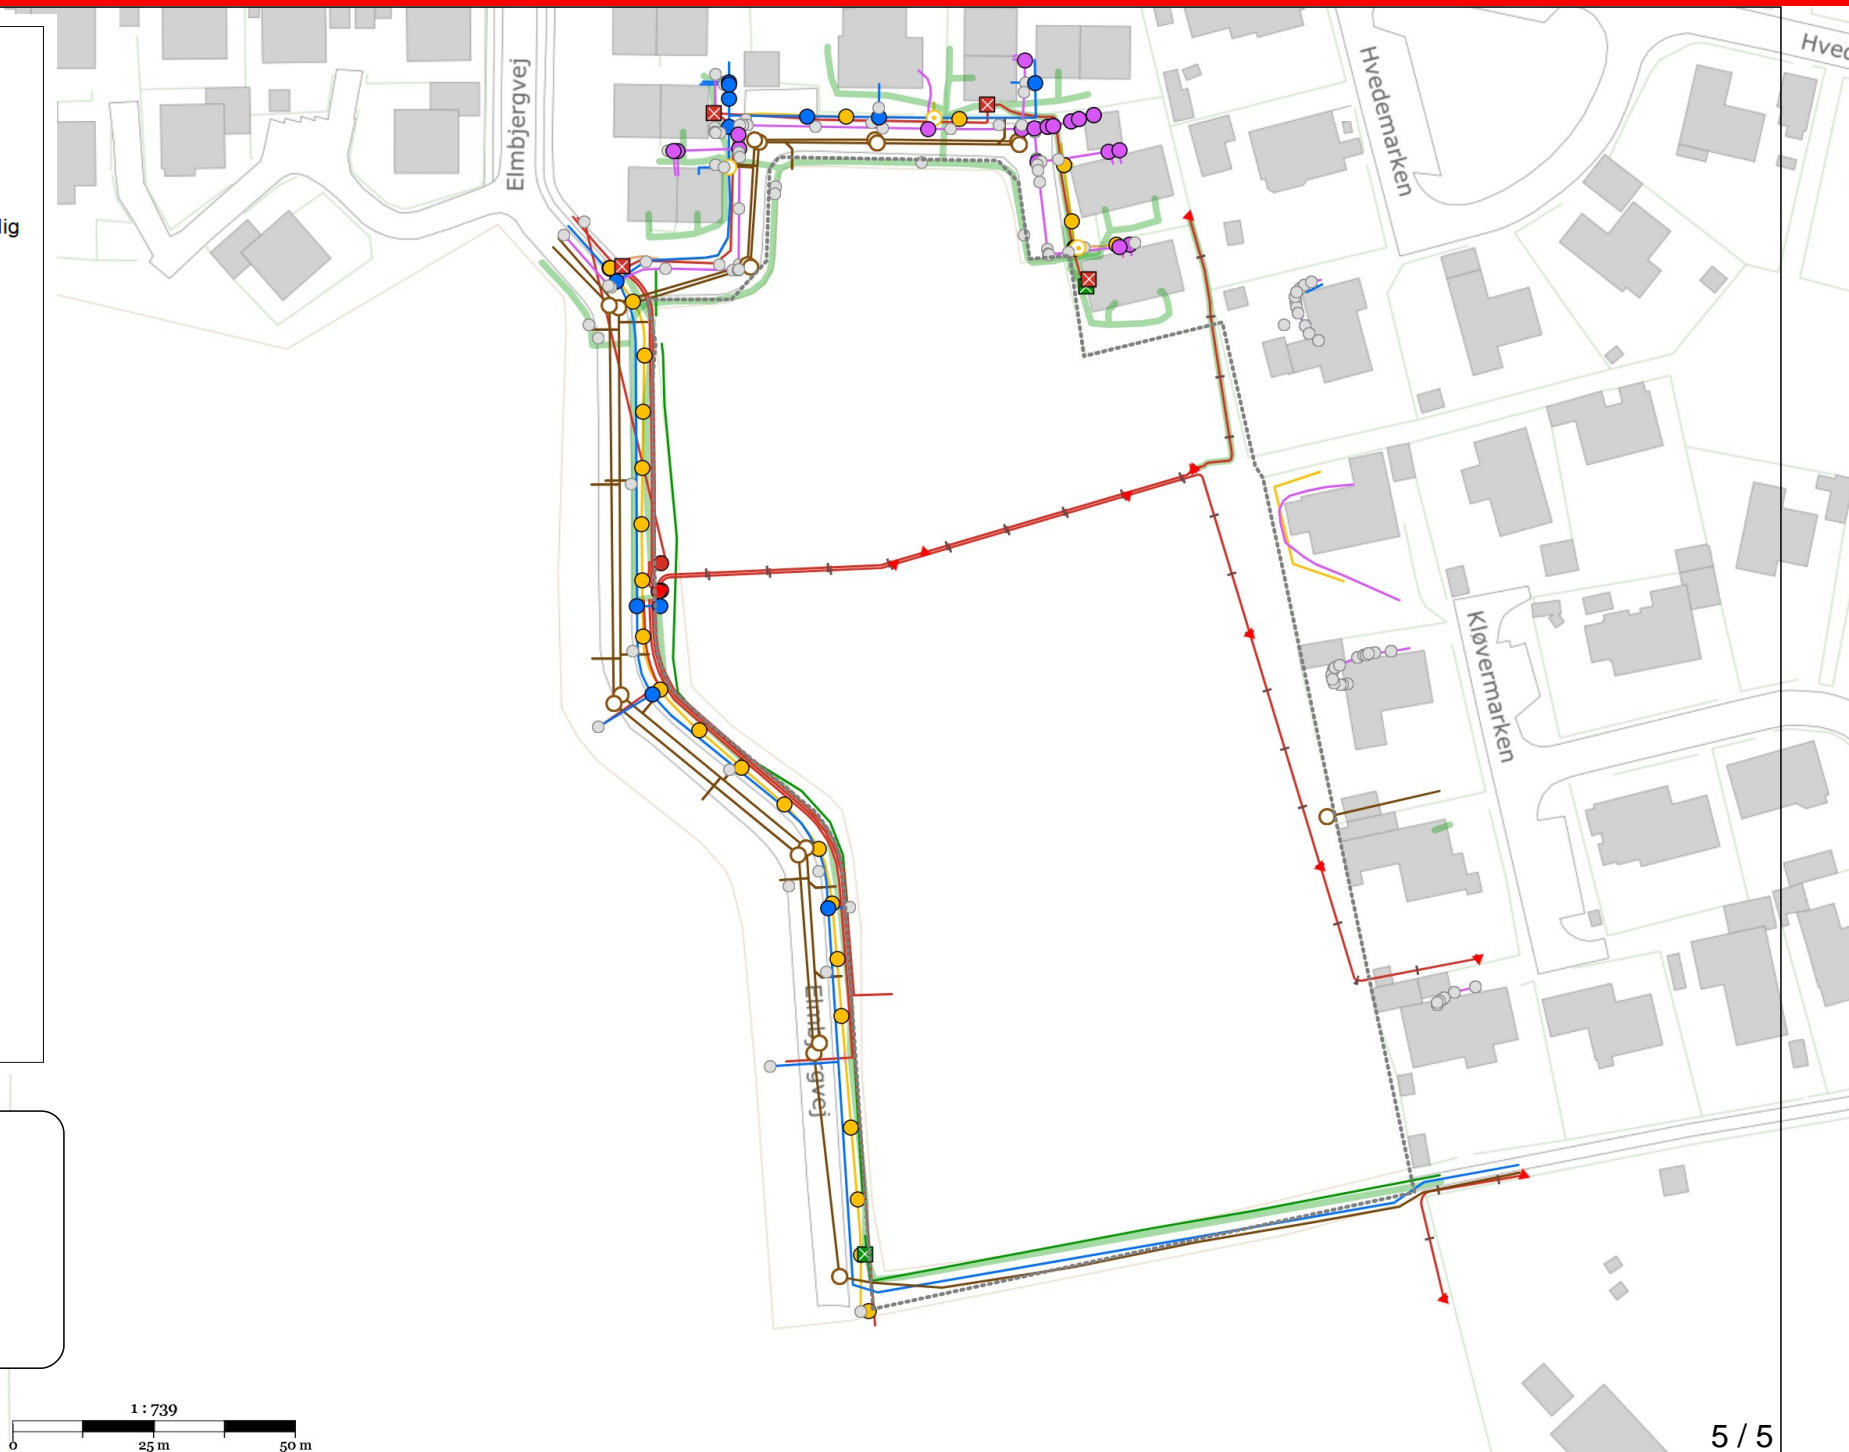 Hved
lig
Elmbjergvej
Hvedemarken
Kløvermarken
Elmbjergvej
1 : 739
0 25 m 50 m
5 / 5